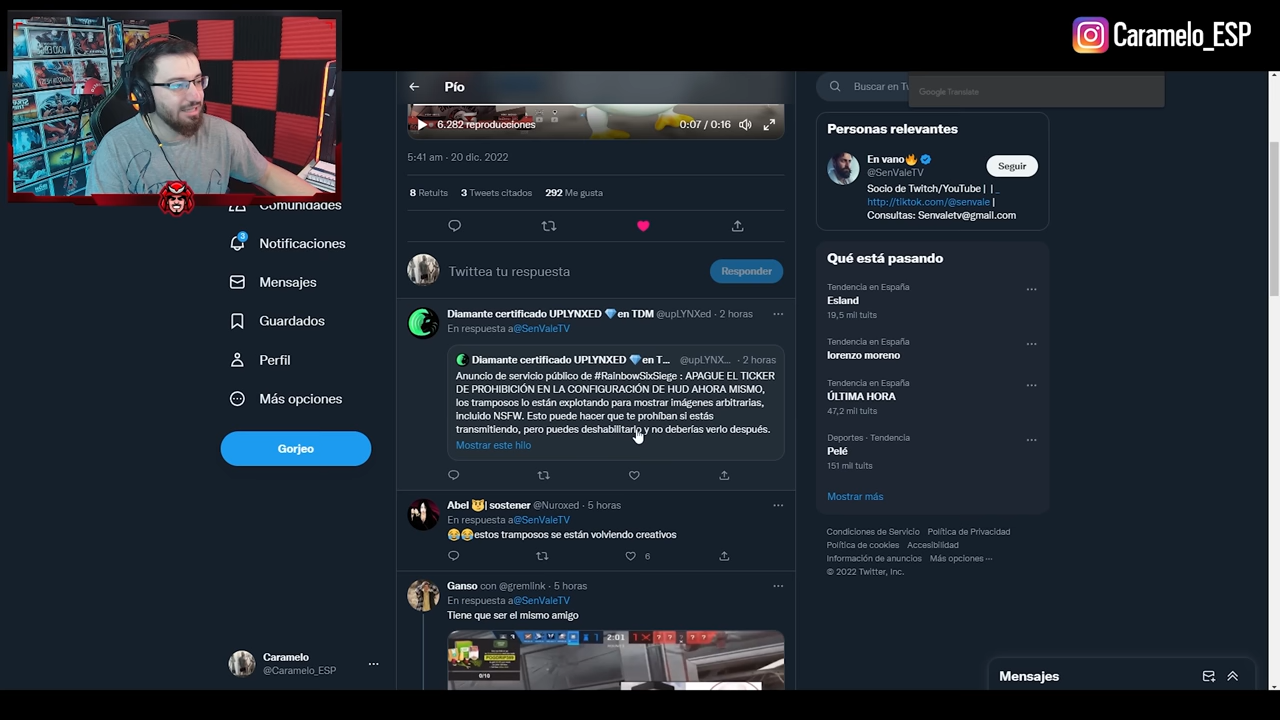 Caramelo_ESP
Pío
6.282 reproducciones
0:07 / 0:16
5:41 am · 20 dic. 2022
8 Retuits 3 Tweets citados 292 Me gusta
Twittea tu respuesta
Responder
Diamante certificado UPLYNXED 💎en TDM @upLYNXed · 2 horas
En respuesta a@SenValeTV
Diamante certificado UPLYNXED 💎en T... @upLYNX... · 2 horas
Anuncio de servicio público de #RainbowSixSiege : APAGUE EL TICKER
DE PROHIBICIÓN EN LA CONFIGURACIÓN DE HUD AHORA MISMO,
los tramposos lo están explotando para mostrar imágenes arbitrarias,
incluido NSFW. Esto puede hacer que te prohíban si estás
transmitiendo, pero puedes deshabilitarlo y no deberías verlo después.
Mostrar este hilo
Abel 😼| sostener @Nuroxed · 5 horas
En respuesta a@SenValeTV
😂😂estos tramposos se están volviendo creativos
6
Ganso con @gremlInk · 5 horas
En respuesta a@SenValeTV
Tiene que ser el mismo amigo
2:01
0/10
Comunidades
3
Notificaciones
Mensajes
Guardados
Perfil
Más opciones
Gorjeo
Caramelo
@Caramelo_ESP
Buscar en Tw
Google Translate
Personas relevantes
En vano🔥
@SenValeTV
Seguir
Socio de Twitch/YouTube | | _
http://tiktok.com/@senvale |
Consultas: Senvaletv@gmail.com
Qué está pasando
Tendencia en España
Esland
19,5 mil tuits
Tendencia en España
lorenzo moreno
Tendencia en España
ÚLTIMA HORA
47,2 mil tuits
Deportes · Tendencia
Pelé
151 mil tuits
Mostrar más
Condiciones de Servicio Política de Privacidad
Política de cookies Accesibilidad
Información de anuncios Más opciones ···
© 2022 Twitter, Inc.
Mensajes